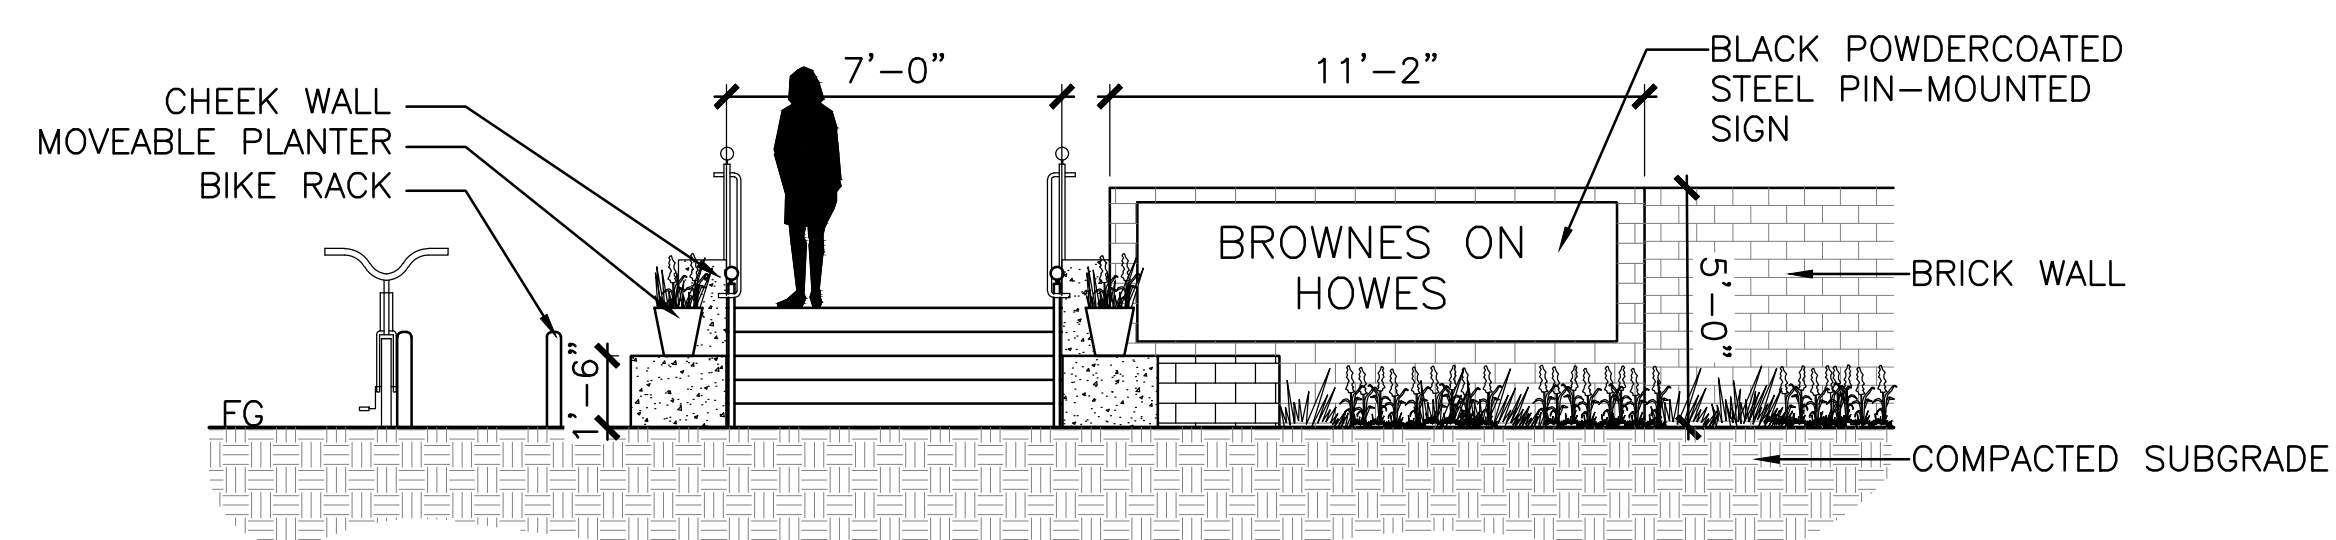 7'-0"
11'-2"
BLACK POWDERCOATED
STEEL PIN-MOUNTED
SIGN
CHEEK WALL
MOVEABLE PLANTER
BIKE RACK
BROWNES ON
HOWES
5'-0"
BRICK WALL
1'-6"
FG
COMPACTED SUBGRADE